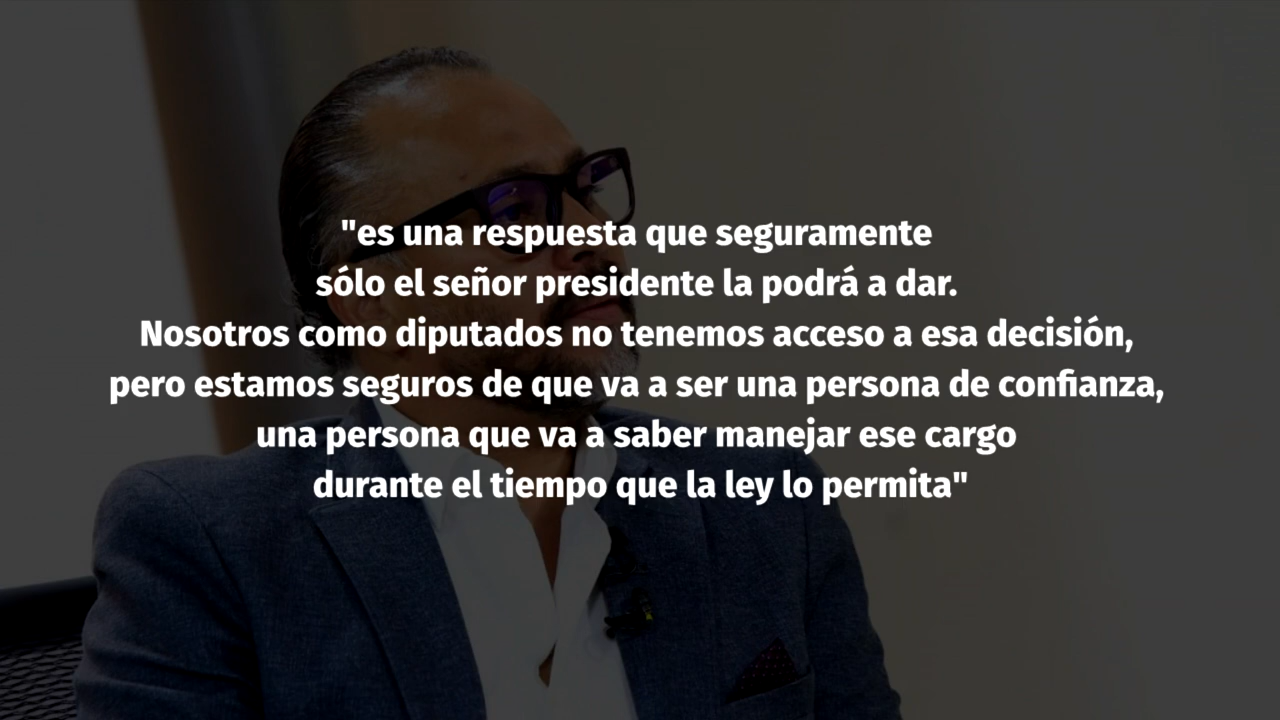 "es una respuesta que seguramente
sólo el señor presidente la podrá a dar.
Nosotros como diputados no tenemos acceso a esa decisión,
pero estamos seguros de que va a ser una persona de confianza,
una persona que va a saber manejar ese cargo
durante el tiempo que la ley lo permita"